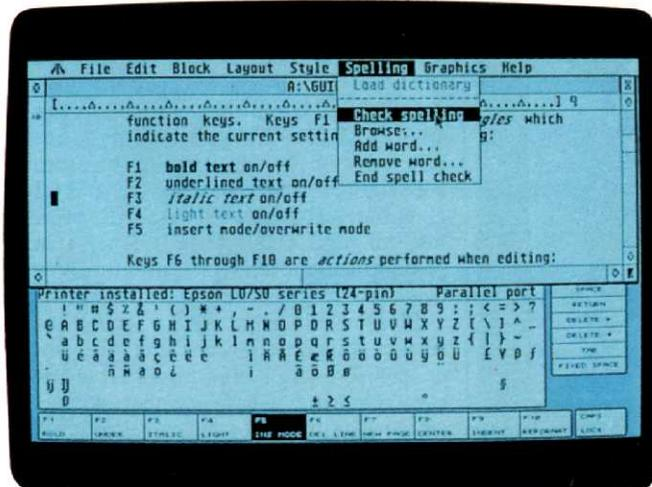 File Edit Block Layout Style Spelling Graphics Help
A:\GUI
Load dictionary
Check spelling
Browse...
Add word...
Remove word...
End spell check
function keys. Keys F1 gles which
indicate the current settin g:
F1 bold text on/off
F2 underlined text on/off
F3 italic text on/off
F4 light text on/off
F5 insert mode/overwrite mode
Keys F6 through F10 are actions performed when editing:
Printer installed: Epson LQ/SQ series (24-pin) Parallel port
! " # $ % & ' ( ) * + , - . / 0 1 2 3 4 5 6 7 8 9 : ; < = > ?
@ A B C D E F G H I J K L M N O P Q R S T U V W X Y Z [ \ ] ^ _
` a b c d e f g h i j k l m n o p q r s t u v w x y z { | } ~
± ≥ ≤ °
SPACE
RETURN
DELETE
DELETE
TAB
FIXED SPACE
F1 F2 F3 F4 F5 F6 F7 F8 F9 F10 CAPS
BOLD UNDER ITALIC LIGHT INS MODE DEL LINE NEW PAGE CENTER INDENT REFORMAT LOCK